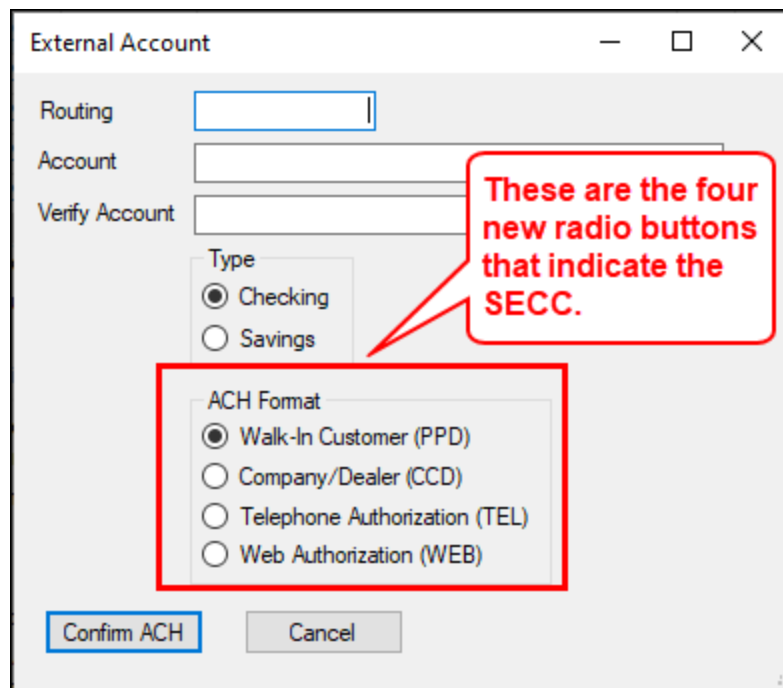 External Account
Routing
Account
Verify Account
These are the four
new radio buttons
that indicate the
SECC.
Type
Checking
Savings
ACH Format
Walk-In Customer (PPD)
Company/Dealer (CCD)
Telephone Authorization (TEL)
Web Authorization (WEB)
Confirm ACH
Cancel